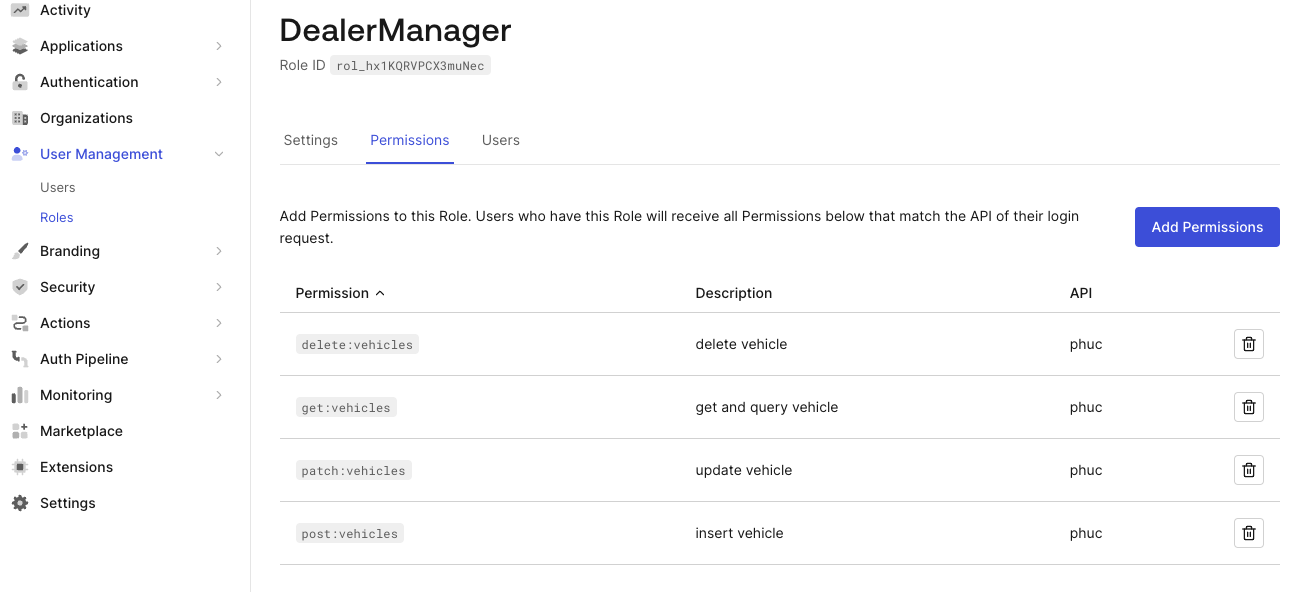 Activity
Applications
Authentication
Organizations
User Management
Users
Roles
Branding
Security
Actions
Auth Pipeline
Monitoring
Marketplace
Extensions
Settings
DealerManager
Role ID rol_hx1KQRVPCX3muNec
Settings Permissions Users
Add Permissions to this Role. Users who have this Role will receive all Permissions below that match the API of their login
request.
Add Permissions
Permission Description API
delete:vehicles delete vehicle phuc
get:vehicles get and query vehicle phuc
patch:vehicles update vehicle phuc
post:vehicles insert vehicle phuc